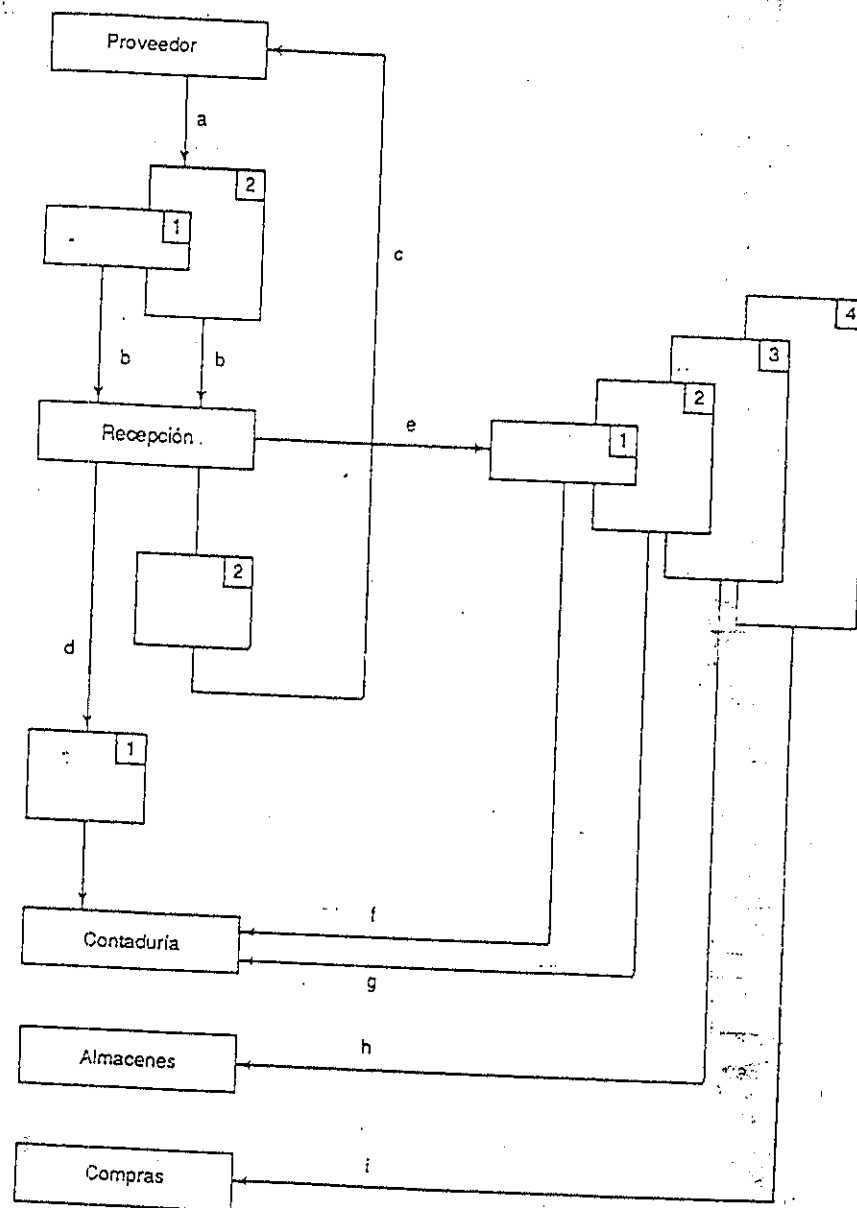 Proveedor
a
2
1
c
b
b
4
3
2
1
Recepción
e
2
d
1
f
Contaduría
g
h
Almacenes
i
Compras